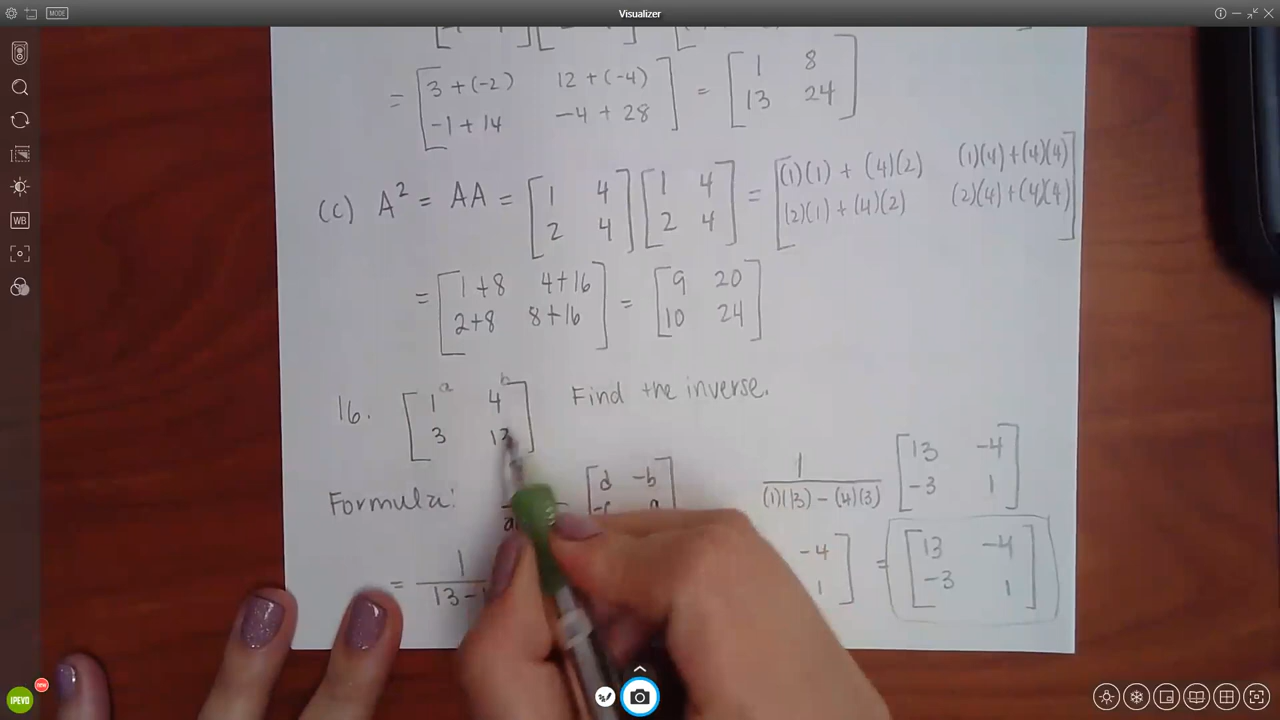 MODE
Visualizer
= [ 3 + (-2) 12 + (-4) ] = [ 1 8 ]
[ -1 + 14 -4 + 28 ] [ 13 24 ]
(c) A² = AA = [ 1 4 ] [ 1 4 ] = [ (1)(1) + (4)(2) (1)(4) + (4)(4) ]
[ 2 4 ] [ 2 4 ] [ (2)(1) + (4)(2) (2)(4) + (4)(4) ]
= [ 1+8 4+16 ] = [ 9 20 ]
[ 2+8 8+16 ] [ 10 24 ]
16. [ 1 a 4 b ] Find the inverse.
[ 3 13 ]
Formula: [ d -b ] 1 / (1)(13) - (4)(3) [ 13 -4 ]
[ -3 1 ]
= 1 / 13 - -4 ] = [ 13 -4 ]
1 ] [ -3 1 ]
WB
IPEVO
new